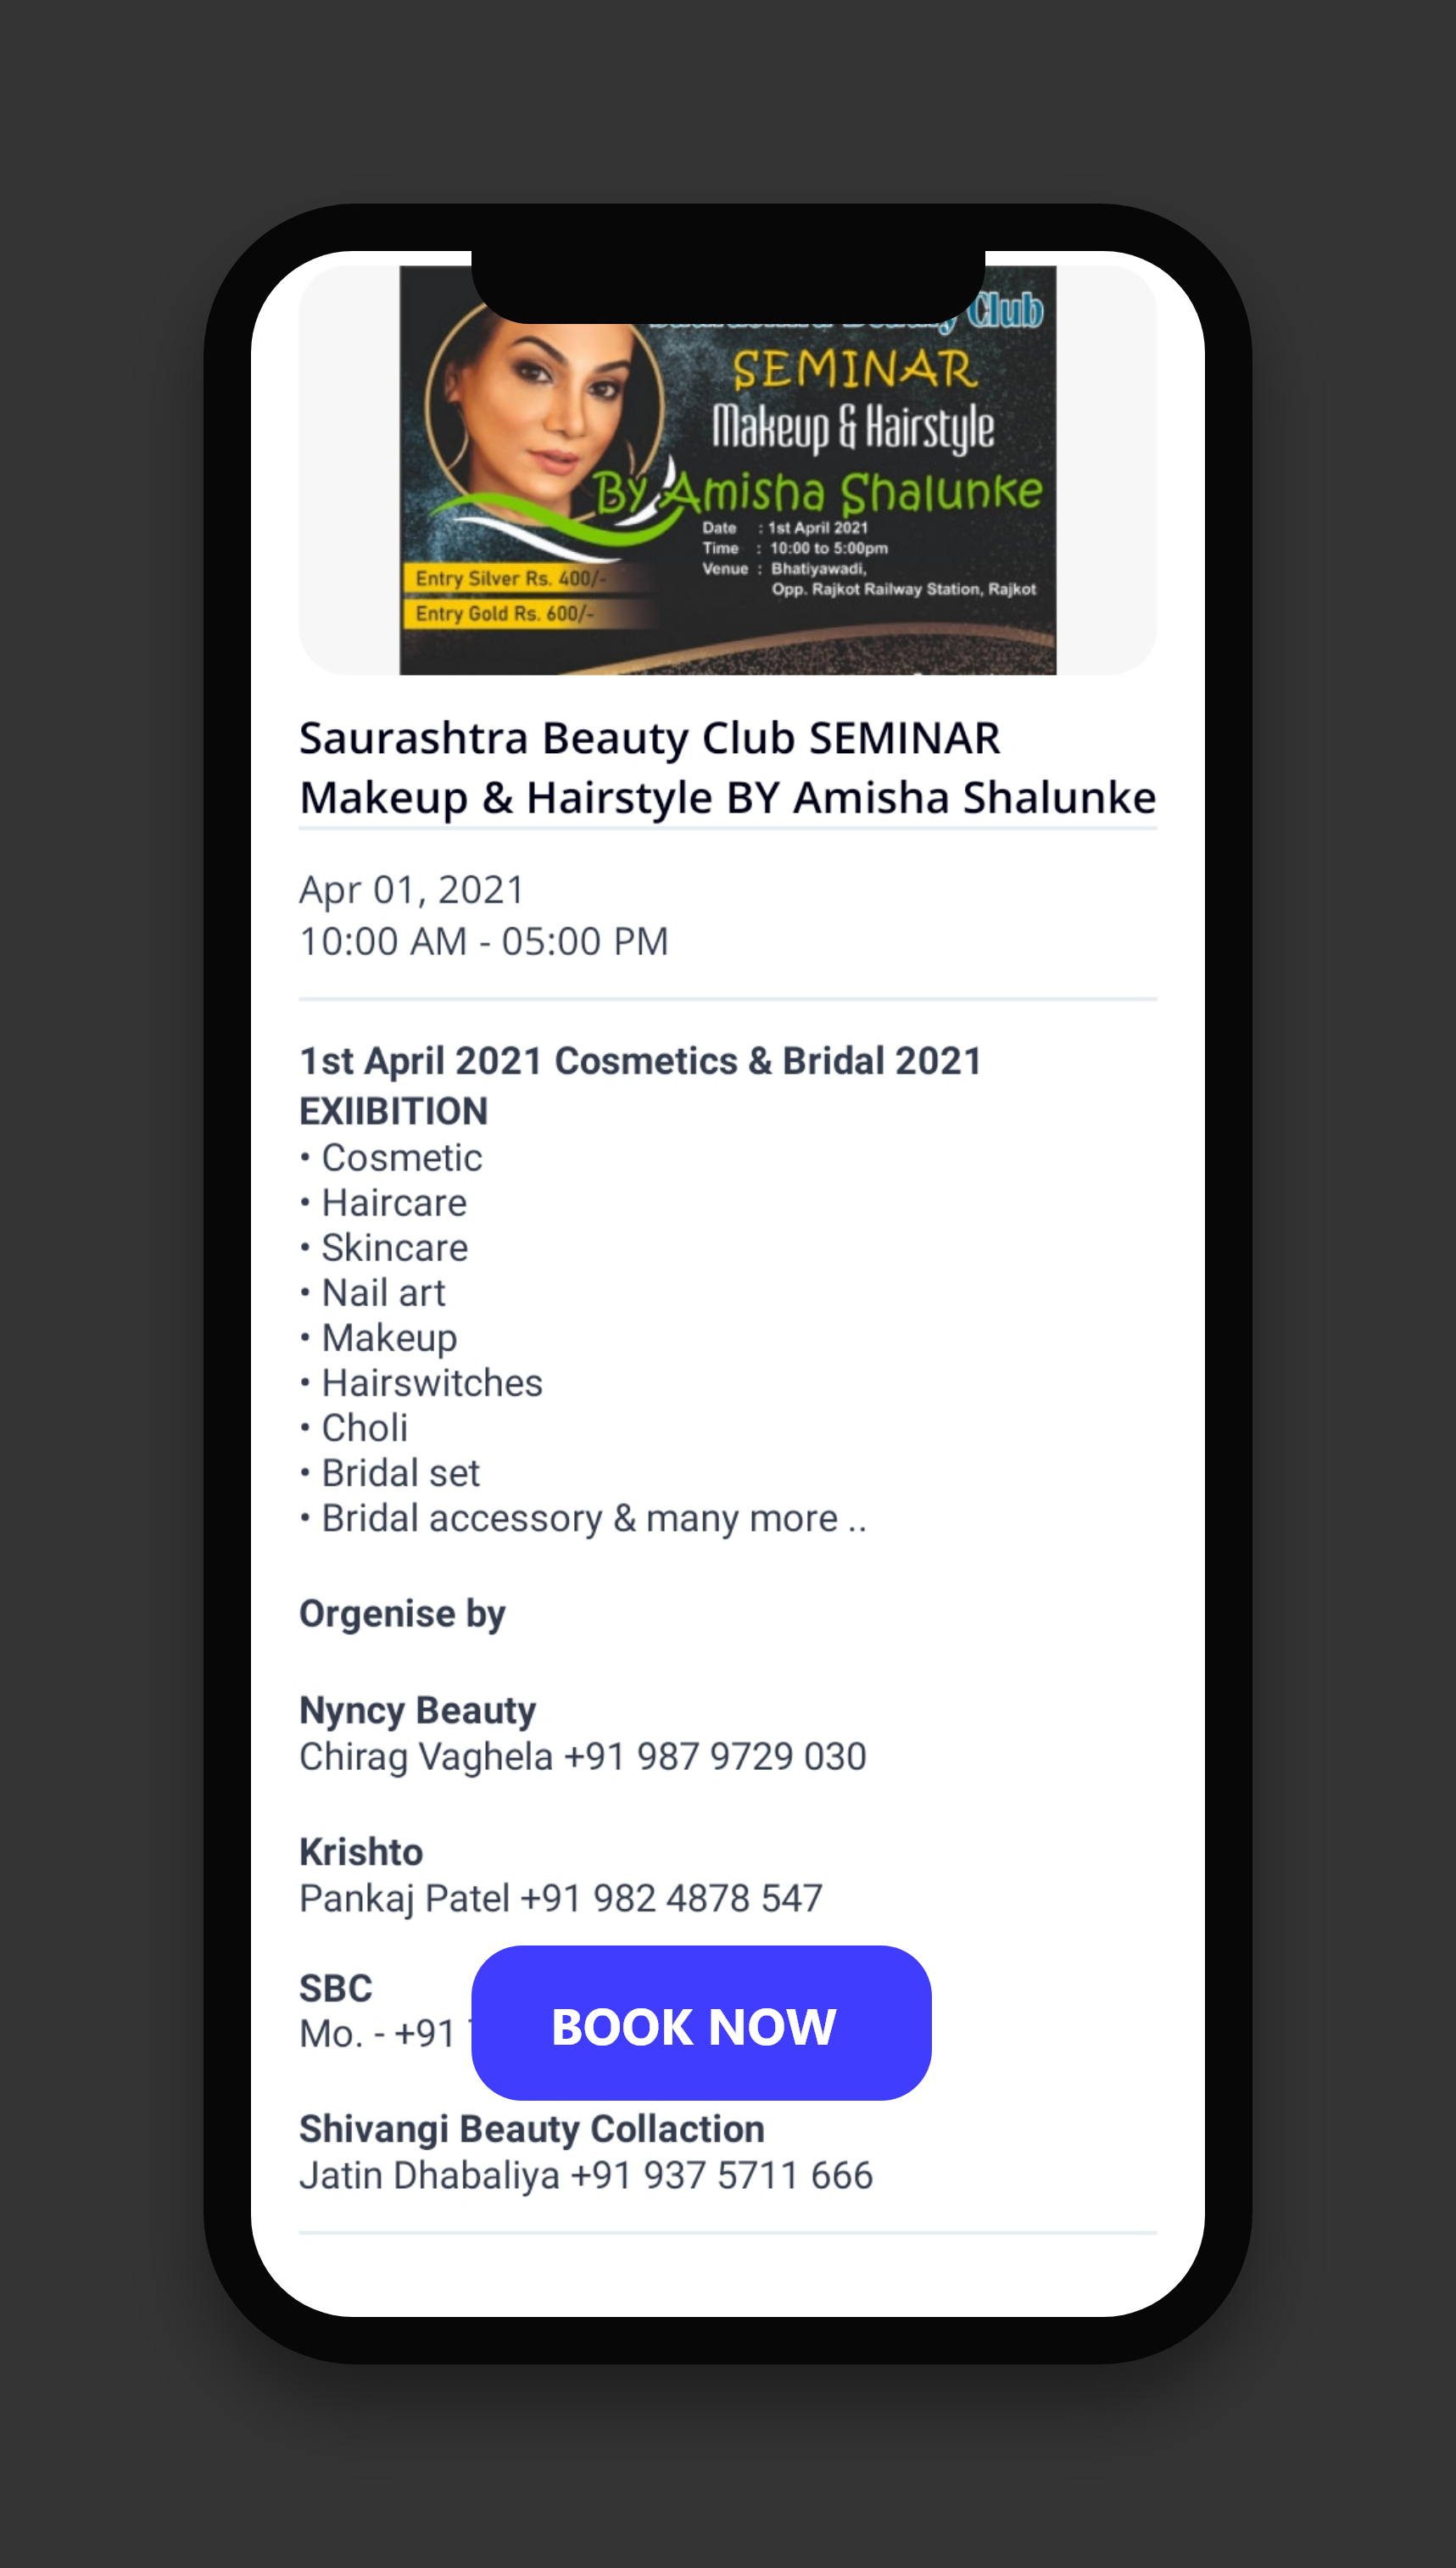 Club
SEMINAR
Makeup & Hairstyle
By Amisha Shalunke
Date : 1st April 2021
Time : 10:00 to 5:00pm
Venue : Bhatiyawadi,
Opp. Rajkot Railway Station, Rajkot
Entry Silver Rs. 400/-
Entry Gold Rs. 600/-
Saurashtra Beauty Club SEMINAR
Makeup & Hairstyle BY Amisha Shalunke
Apr 01, 2021
10:00 AM - 05:00 PM
1st April 2021 Cosmetics & Bridal 2021
EXIIBITION
• Cosmetic
• Haircare
• Skincare
• Nail art
• Makeup
• Hairswitches
• Choli
• Bridal set
• Bridal accessory & many more ..
Orgenise by
Nyncy Beauty
Chirag Vaghela +91 987 9729 030
Krishto
Pankaj Patel +91 982 4878 547
SBC
Mo. - +91
BOOK NOW
Shivangi Beauty Collaction
Jatin Dhabaliya +91 937 5711 666